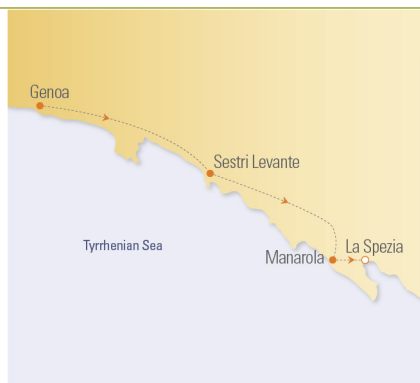 Genoa
Sestri Levante
Tyrrhenian Sea
La Spezia
Manarola